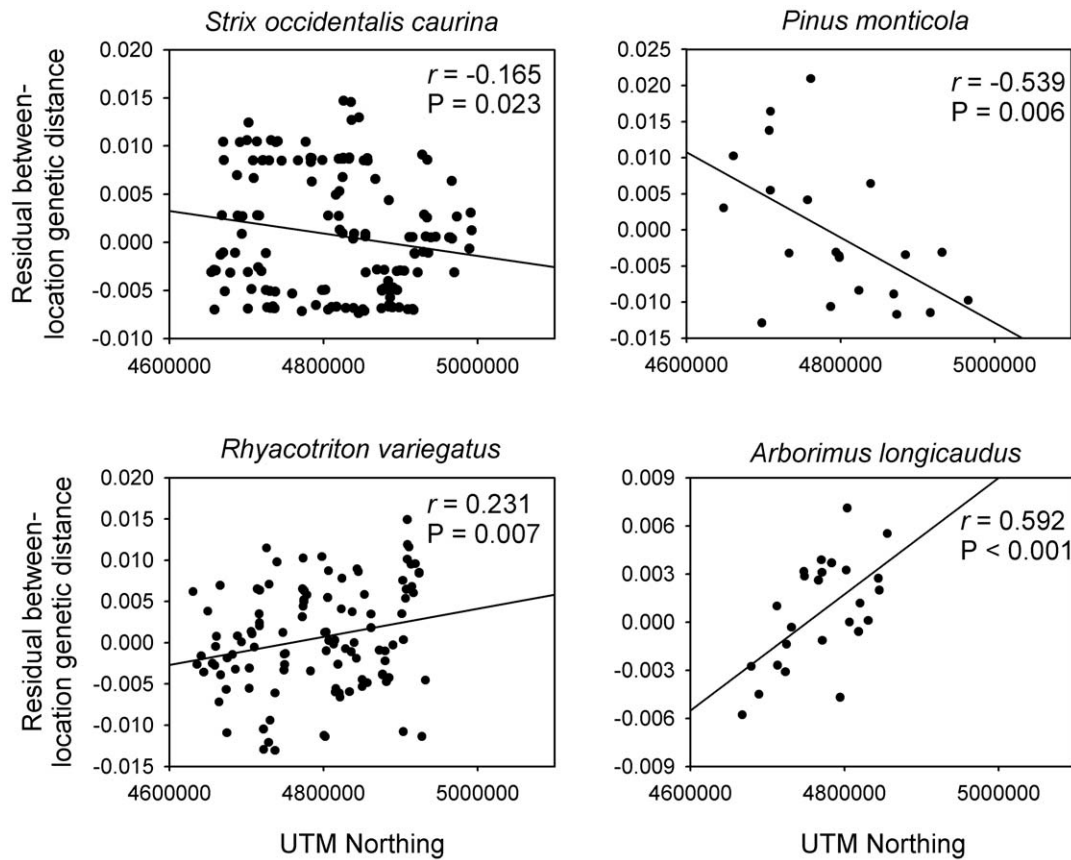 Strix occidentalis caurina
Residual between-
location genetic distance
0.020
0.015
0.010
0.005
0.000
-0.005
-0.010
r = -0.165
P = 0.023
4600000 4800000 5000000
Pinus monticola
0.025
0.020
0.015
0.010
0.005
0.000
-0.005
-0.010
-0.015
r = -0.539
P = 0.006
4600000 4800000 5000000
Rhyacotriton variegatus
Residual between-
location genetic distance
0.020
0.015
0.010
0.005
0.000
-0.005
-0.010
-0.015
r = 0.231
P = 0.007
4600000 4800000 5000000
UTM Northing
Arborimus longicaudus
0.009
0.006
0.003
0.000
-0.003
-0.006
-0.009
r = 0.592
P < 0.001
4600000 4800000 5000000
UTM Northing